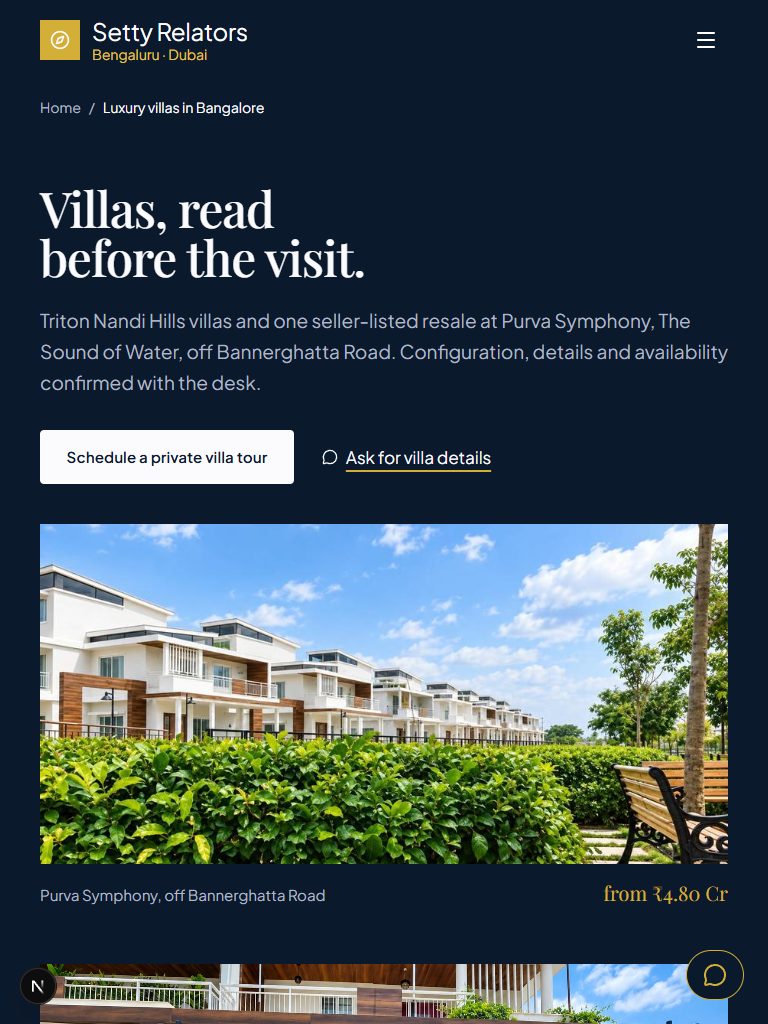 Setty Relators
Bengaluru · Dubai
Home / Luxury villas in Bangalore
Villas, read
before the visit.
Triton Nandi Hills villas and one seller-listed resale at Purva Symphony, The
Sound of Water, off Bannerghatta Road. Configuration, details and availability
confirmed with the desk.
Schedule a private villa tour
Ask for villa details
Purva Symphony, off Bannerghatta Road
from ₹4.80 Cr
N